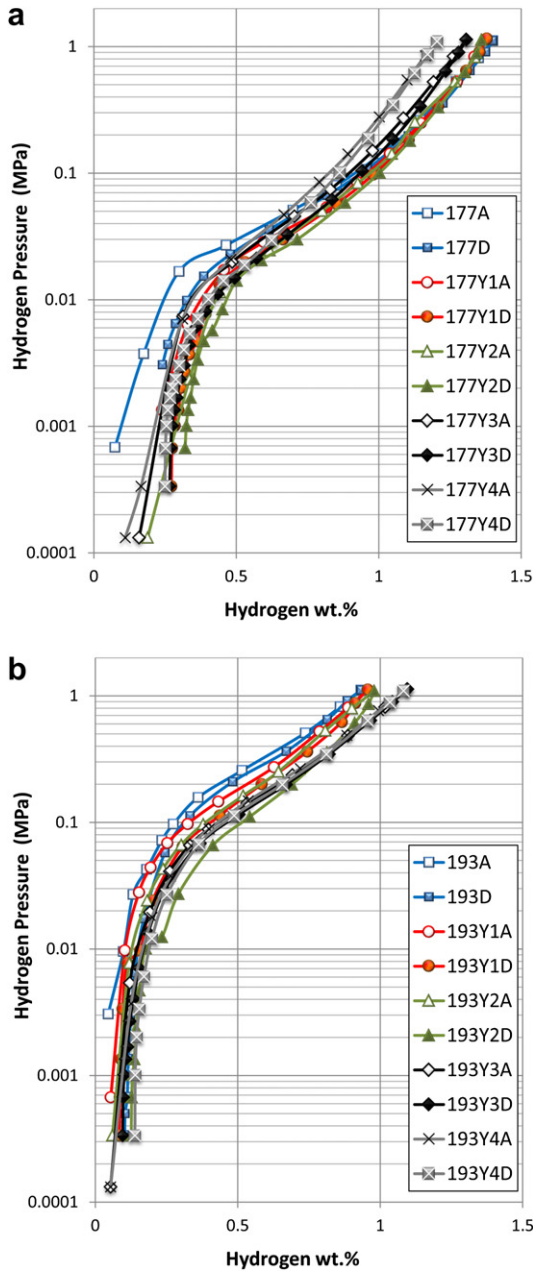 a
1
0.1
0.01
0.001
0.0001
Hydrogen Pressure (MPa)
177A
177D
177Y1A
177Y1D
177Y2A
177Y2D
177Y3A
177Y3D
177Y4A
177Y4D
0
0.5
1
1.5
Hydrogen wt.%
b
1
0.1
0.01
0.001
0.0001
Hydrogen Pressure (MPa)
193A
193D
193Y1A
193Y1D
193Y2A
193Y2D
193Y3A
193Y3D
193Y4A
193Y4D
0
0.5
1
1.5
Hydrogen wt.%